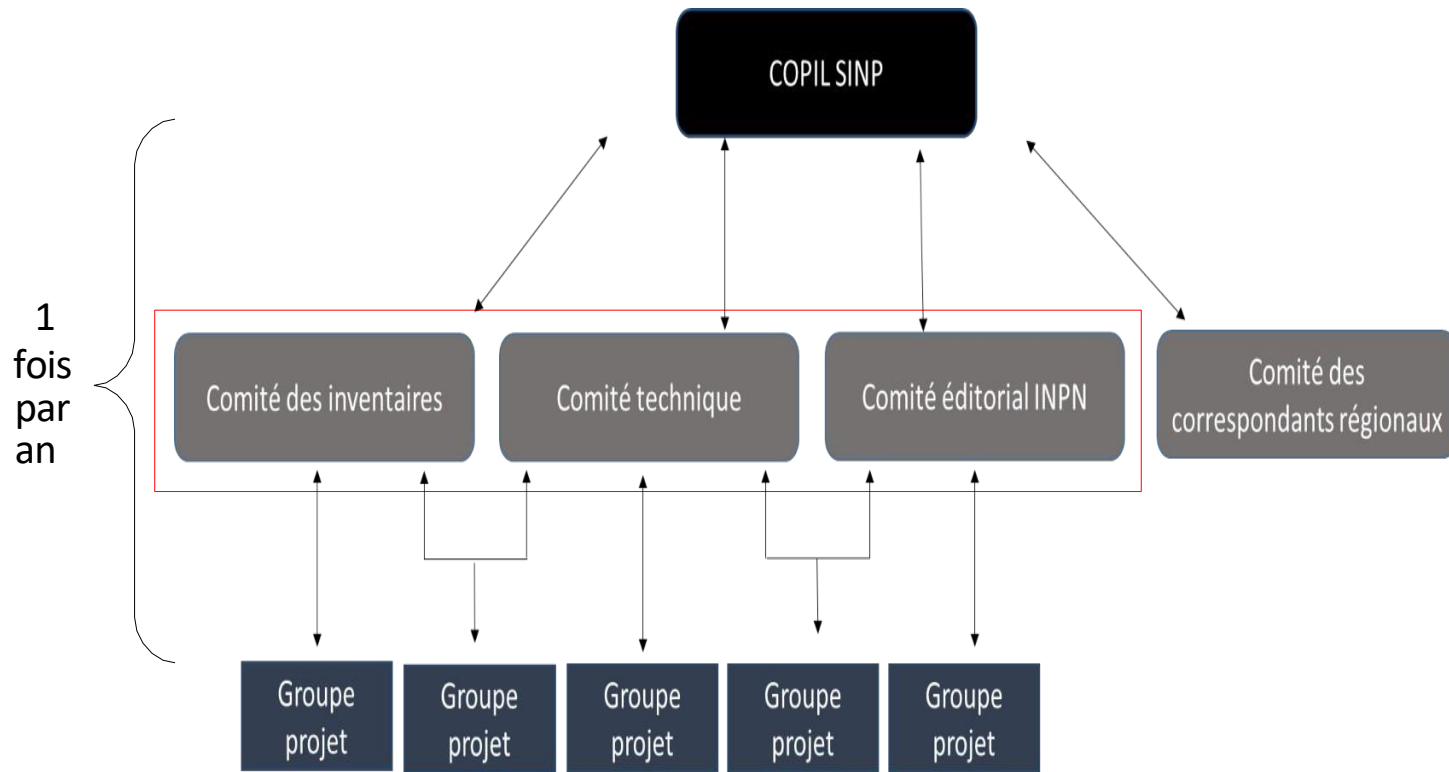 COPIL SINP
1
fois
par
an
Comité des inventaires
Comité technique
Comité éditorial INPN
Comité des
correspondants régionaux
Groupe
projet
Groupe
projet
Groupe
projet
Groupe
projet
Groupe
projet